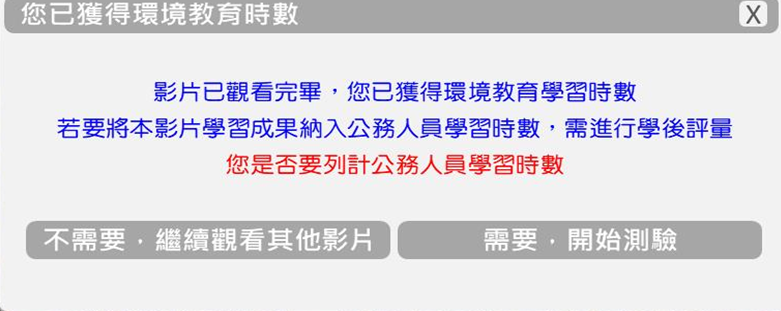 您已獲得環境教育時數
X
影片已觀看完畢，您已獲得環境教育學習時數
若要將本影片學習成果納入公務人員學習時數，需進行學後評量
您是否要列計公務人員學習時數
不需要，繼續觀看其他影片
需要，開始測驗